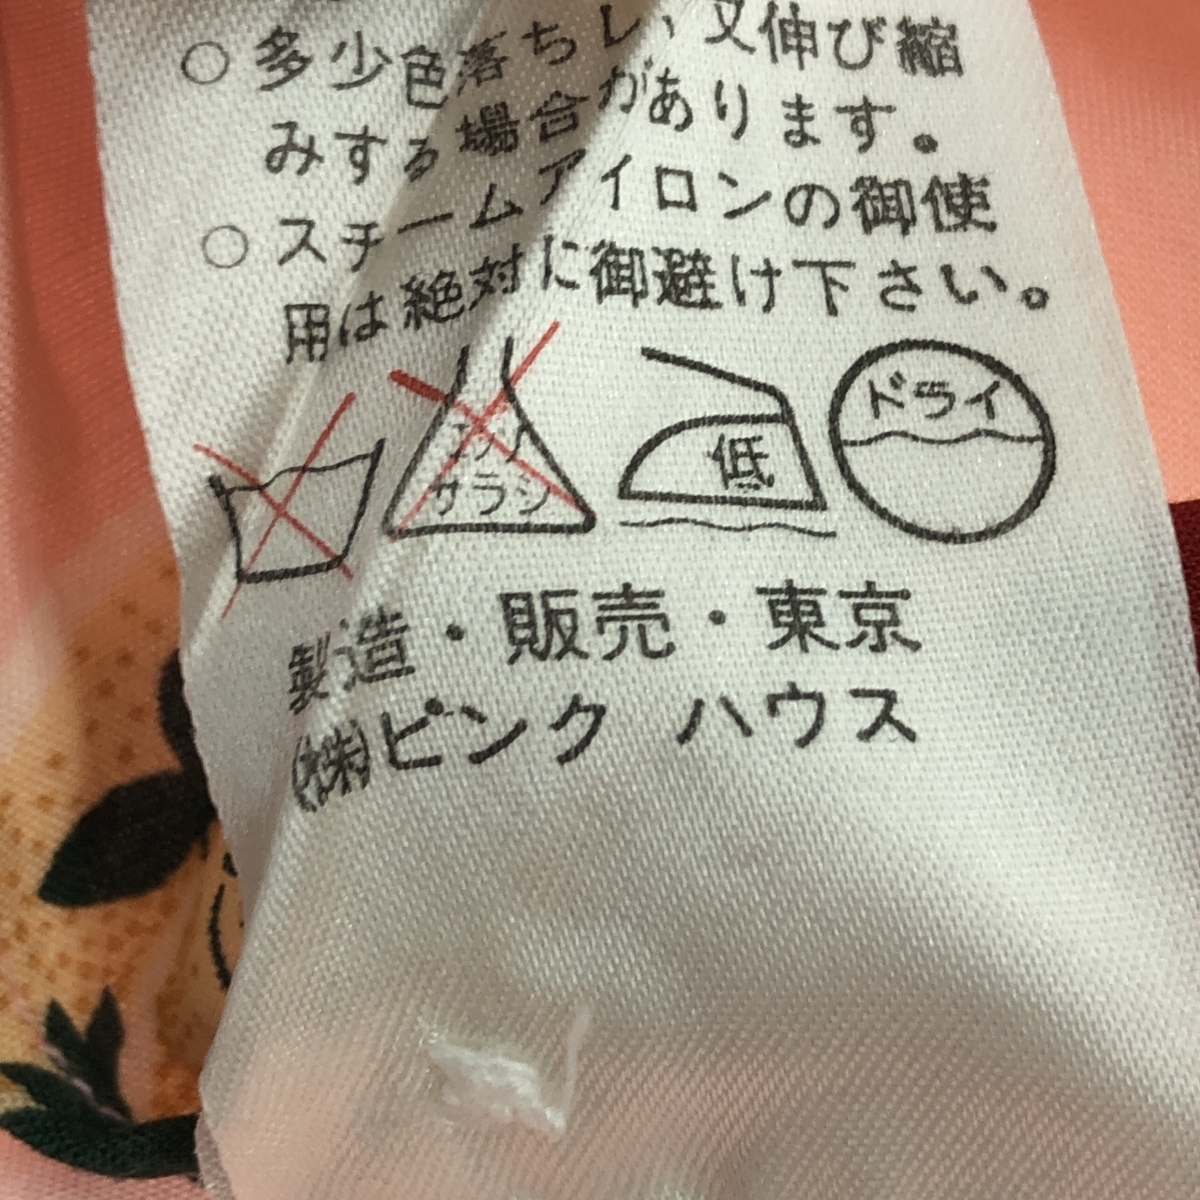 ○ 多少色落ちし、又伸び縮
みする場合があります。
○ スチームアイロンの御使
用は絶対に御避け下さい。
エンソ
サラシ
低
ドライ
製造・販売・東京
(株)ピンク ハウス